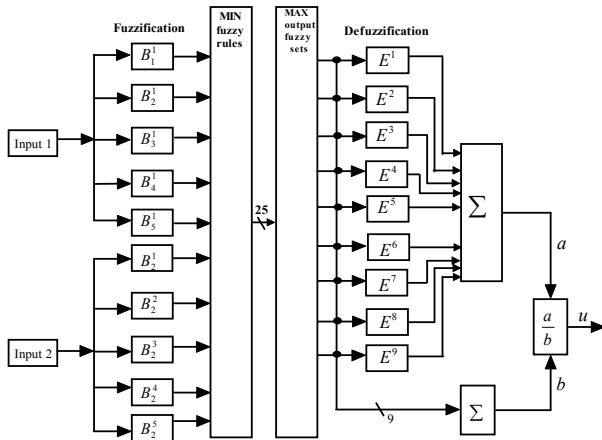 Fuzzification
MIN
fuzzy
rules
MAX
output
fuzzy
sets
Defuzzification
Input 1
Input 2
B_1^1
B_2^1
B_3^1
B_4^1
B_5^1
B_2^1
B_2^2
B_2^3
B_2^4
B_2^5
25
E^1
E^2
E^3
E^4
E^5
E^6
E^7
E^8
E^9
Σ
a
a
b
u
b
9
Σ